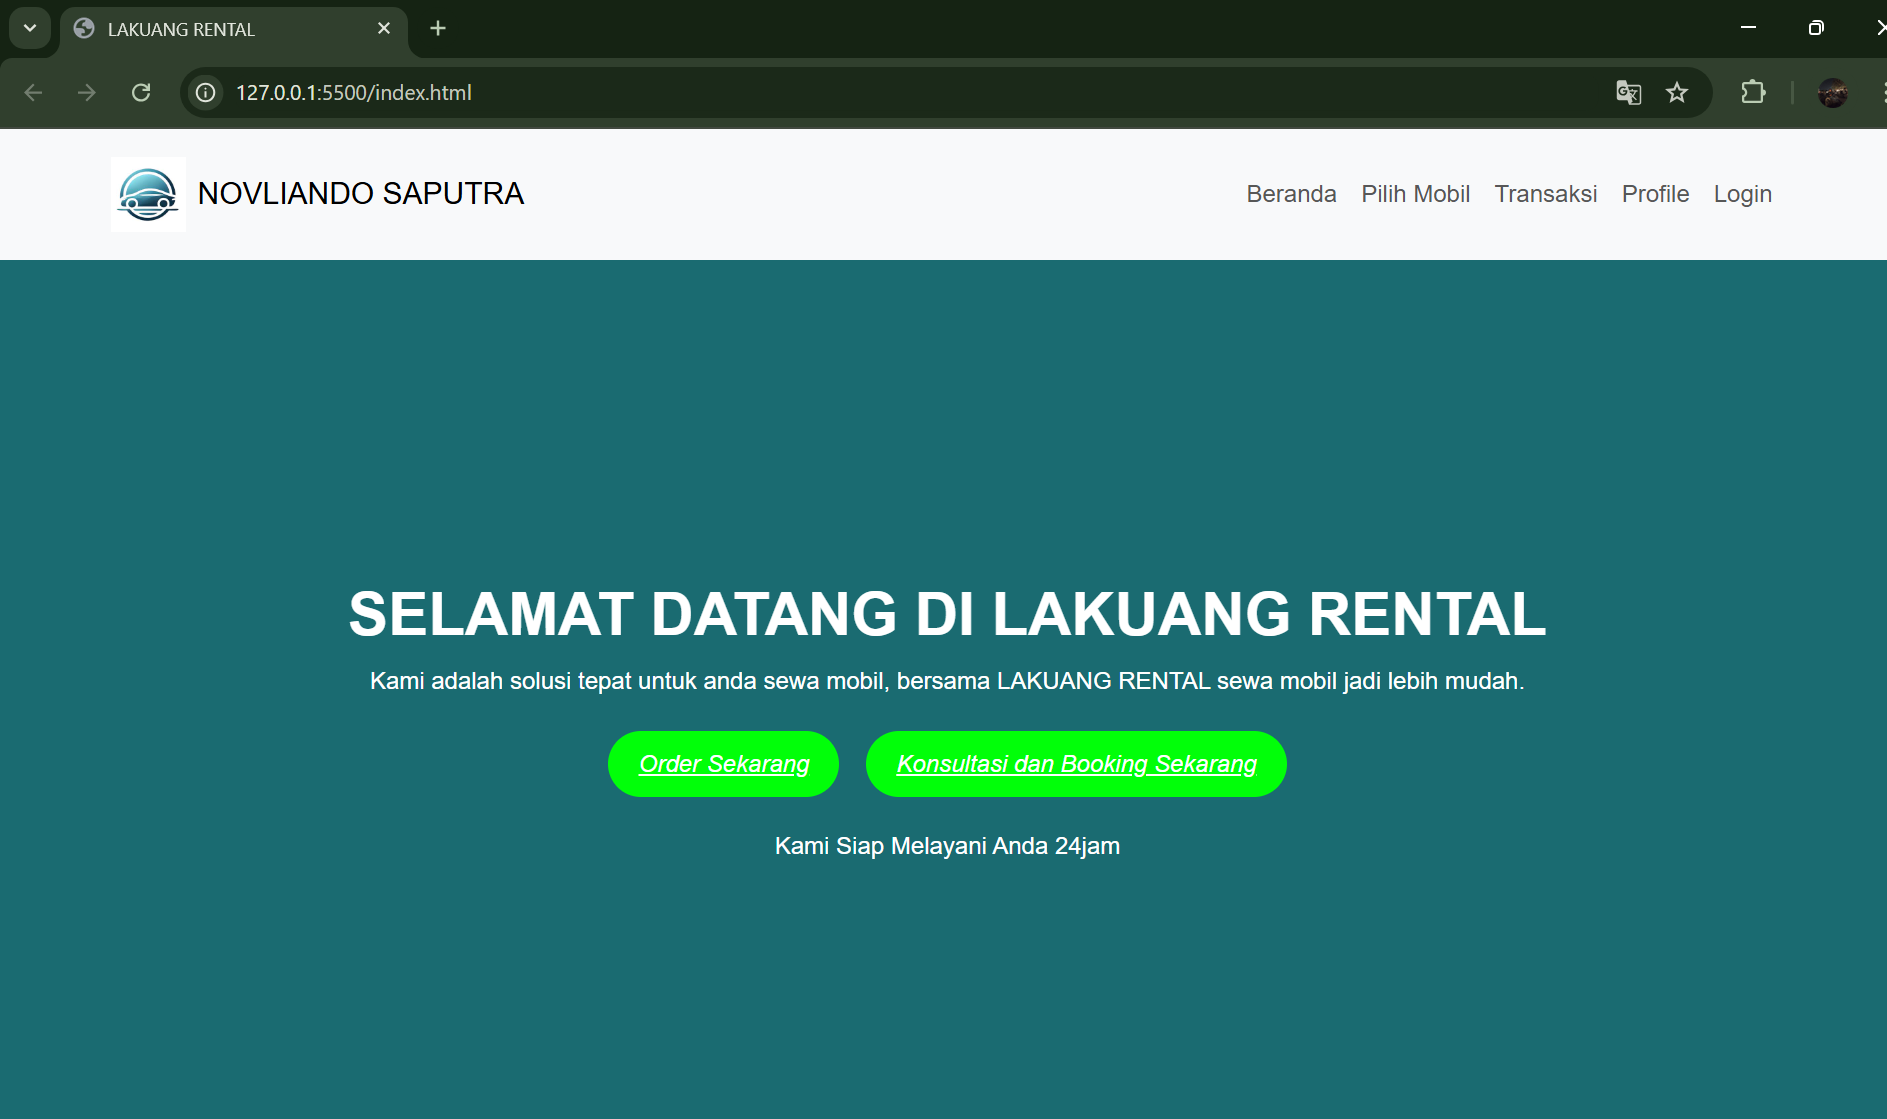 LAKUANG RENTAL
127.0.0.1:5500/index.html
NOVLIANDO SAPUTRA
Beranda Pilih Mobil Transaksi Profile Login
SELAMAT DATANG DI LAKUANG RENTAL
Kami adalah solusi tepat untuk anda sewa mobil, bersama LAKUANG RENTAL sewa mobil jadi lebih mudah.
Order Sekarang Konsultasi dan Booking Sekarang
Kami Siap Melayani Anda 24jam